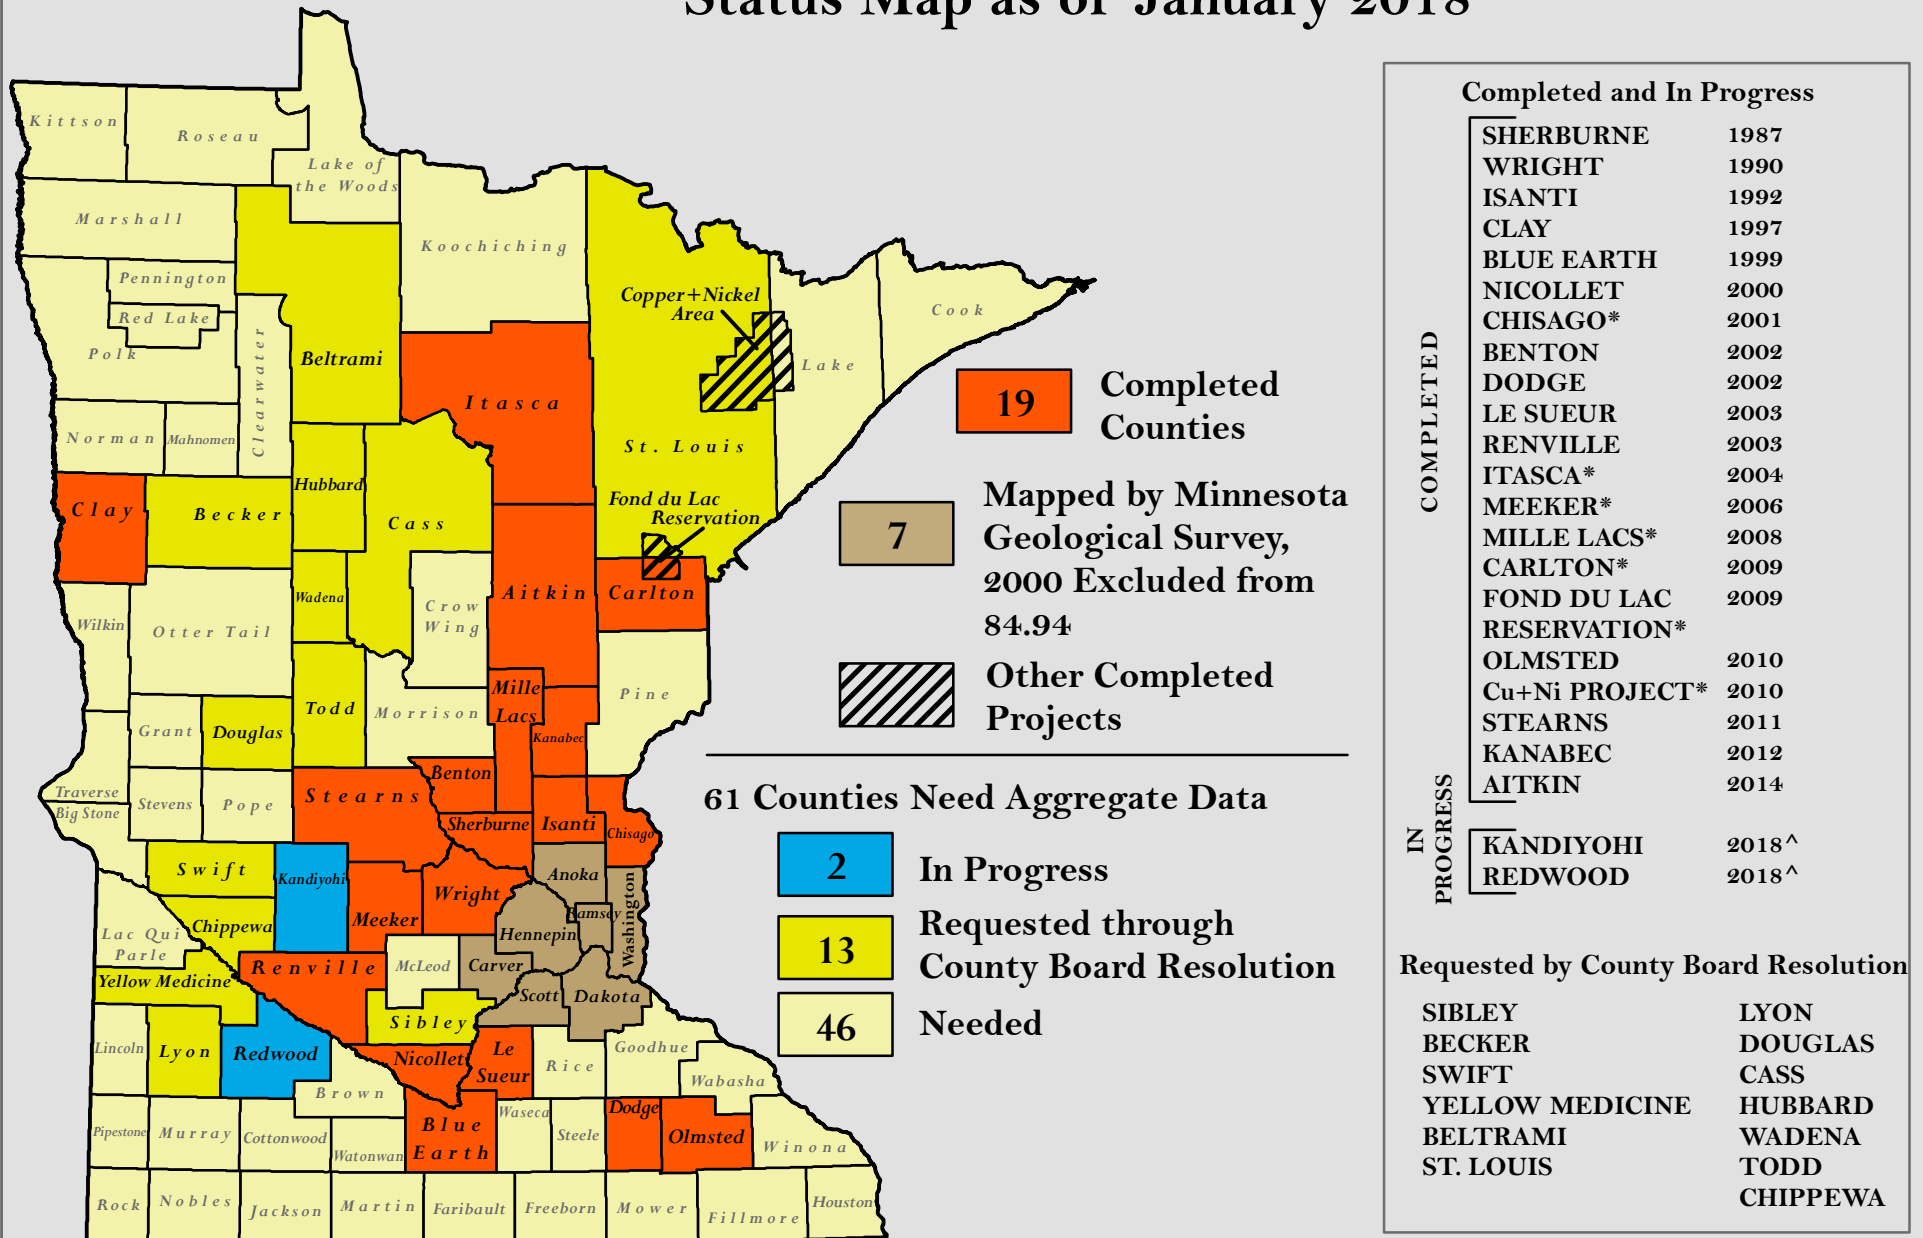 Status Map as of January 2018
Kittson
Roseau
Lake of
the Woods
Marshall
Koochiching
Pennington
Red Lake
Polk
Clearwater
Beltrami
Copper+Nickel
Area
Cook
Lake
Itasca
Norman
Mahnomen
St. Louis
Hubbard
Clay
Becker
Cass
Fond du Lac
Reservation
Wadena
Aitkin
Carlton
Crow
Wing
Wilkin
Otter Tail
Mille
Lacs
Pine
Todd
Morrison
Grant
Douglas
Kanabec
Benton
Traverse
Big Stone
Stevens
Pope
Stearns
Sherburne
Isanti
Chisago
Swift
Kandiyohi
Anoka
Wright
Meeker
Ramsey
Washington
Chippewa
Hennepin
Lac Qui
Parle
Renville
McLeod
Carver
Yellow Medicine
Scott
Dakota
Sibley
Lincoln
Lyon
Redwood
Nicollet
Le
Sueur
Rice
Goodhue
Wabasha
Brown
Waseca
Dodge
Pipestone
Murray
Cottonwood
Watonwan
Blue
Earth
Steele
Olmsted
Winona
Rock
Nobles
Jackson
Martin
Faribault
Freeborn
Mower
Fillmore
Houston
19
Completed
Counties
7
Mapped by Minnesota
Geological Survey,
2000 Excluded from
84.94
Other Completed
Projects
61 Counties Need Aggregate Data
2
In Progress
13
Requested through
County Board Resolution
46
Needed
Completed and In Progress
COMPLETED
SHERBURNE 1987
WRIGHT 1990
ISANTI 1992
CLAY 1997
BLUE EARTH 1999
NICOLLET 2000
CHISAGO* 2001
BENTON 2002
DODGE 2002
LE SUEUR 2003
RENVILLE 2003
ITASCA* 2004
MEEKER* 2006
MILLE LACS* 2008
CARLTON* 2009
FOND DU LAC 2009
RESERVATION*
OLMSTED 2010
Cu+Ni PROJECT* 2010
STEARNS 2011
KANABEC 2012
AITKIN 2014
IN
PROGRESS
KANDIYOHI 2018^
REDWOOD 2018^
Requested by County Board Resolution
SIBLEY LYON
BECKER DOUGLAS
SWIFT CASS
YELLOW MEDICINE HUBBARD
BELTRAMI WADENA
ST. LOUIS TODD
CHIPPEWA